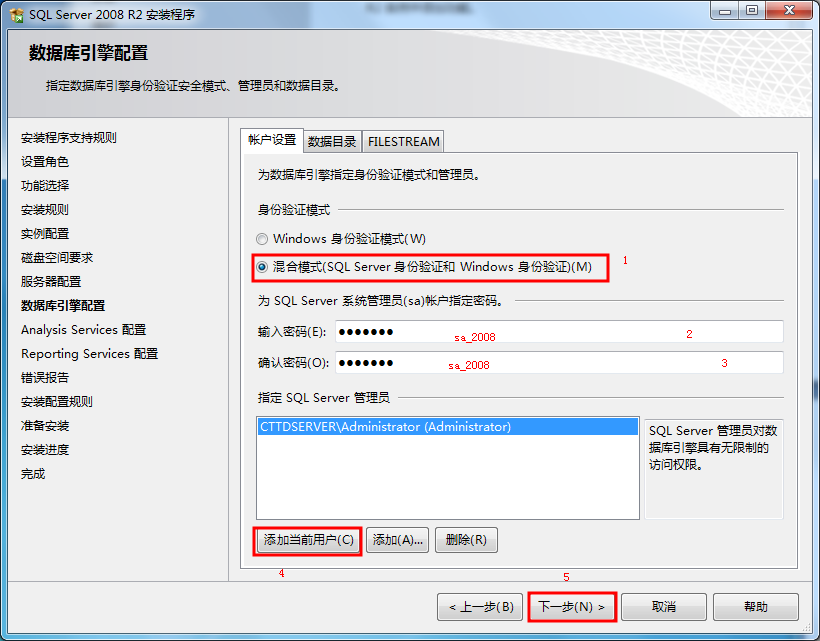 SQL Server 2008 R2 安装程序
数据库引擎配置
指定数据库引擎身份验证安全模式、管理员和数据目录。
安装程序支持规则
设置角色
功能选择
安装规则
实例配置
磁盘空间要求
服务器配置
数据库引擎配置
Analysis Services 配置
Reporting Services 配置
错误报告
安装配置规则
准备安装
安装进度
完成
帐户设置 数据目录 FILESTREAM
为数据库引擎指定身份验证模式和管理员。
身份验证模式
Windows 身份验证模式(W)
混合模式(SQL Server 身份验证和 Windows 身份验证)(M) 1
为 SQL Server 系统管理员(sa)帐户指定密码。
输入密码(E): ●●●●●●● sa_2008 2
确认密码(O): ●●●●●●● sa_2008 3
指定 SQL Server 管理员
CTTDSERVER\Administrator (Administrator)
SQL Server 管理员对数
据库引擎具有无限制的
访问权限。
添加当前用户(C) 添加(A)... 删除(R)
4
5
< 上一步(B) 下一步(N) > 取消 帮助